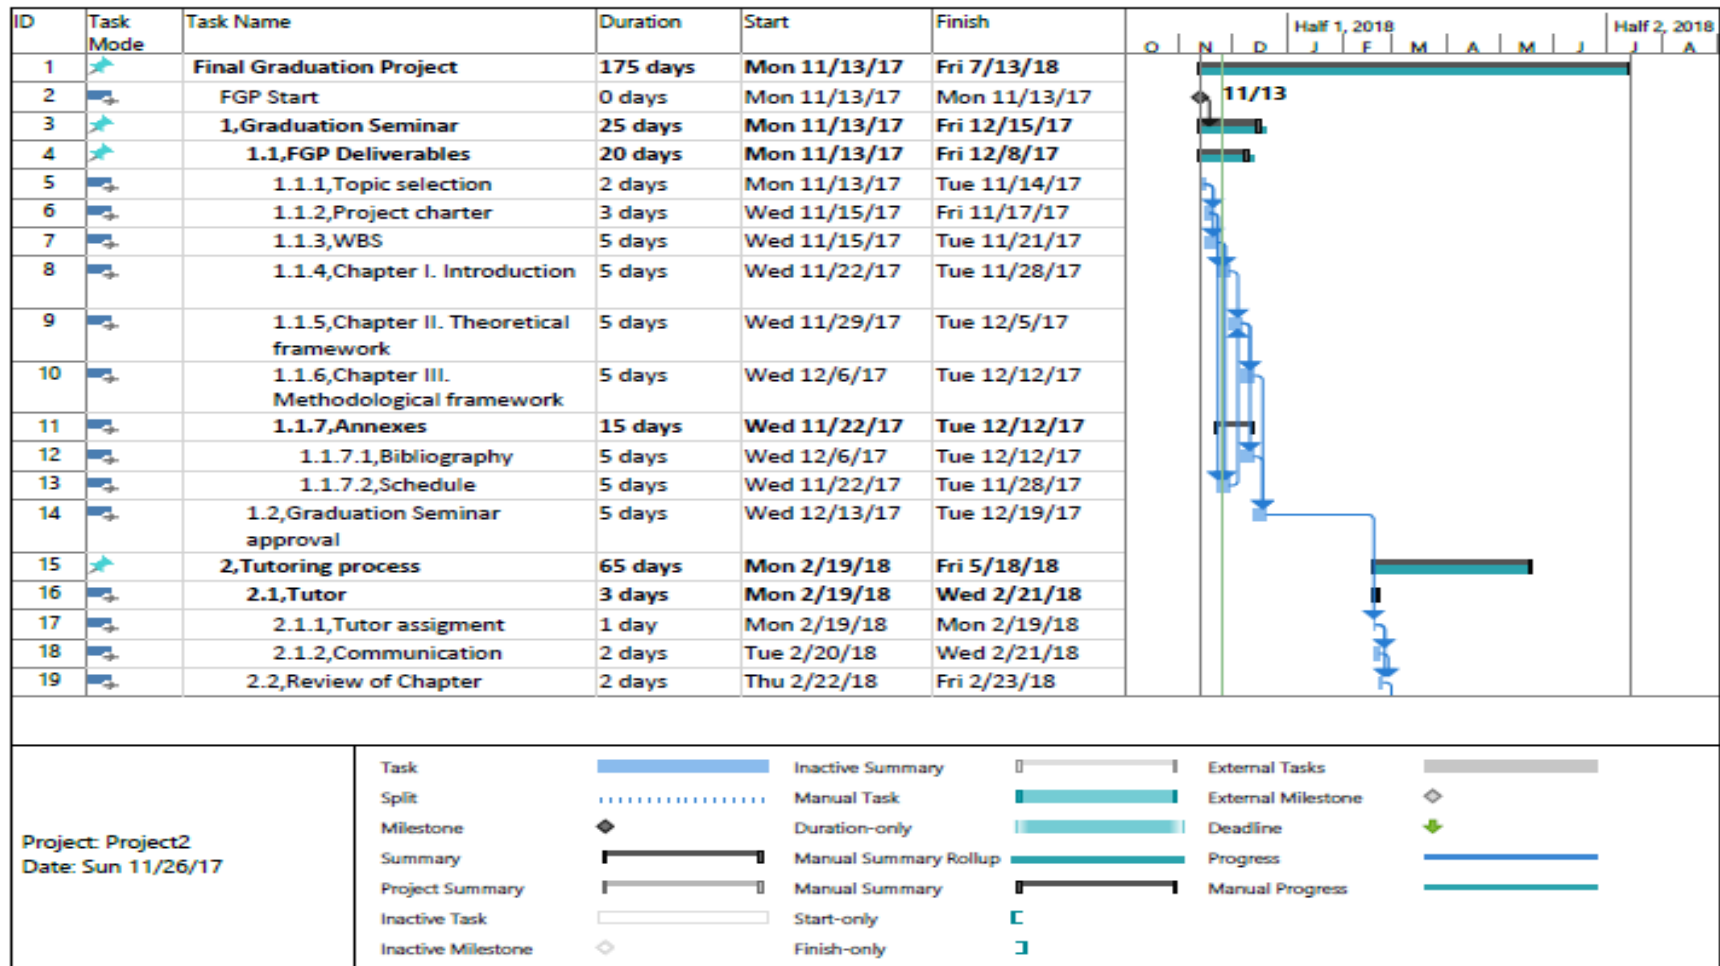 ID Task Mode Task Name Duration Start Finish
Half 1, 2018 Half 2, 2018
O N D J F M A M J J A
1 Final Graduation Project 175 days Mon 11/13/17 Fri 7/13/18
2 FGP Start 0 days Mon 11/13/17 Mon 11/13/17 11/13
3 1,Graduation Seminar 25 days Mon 11/13/17 Fri 12/15/17
4 1.1,FGP Deliverables 20 days Mon 11/13/17 Fri 12/8/17
5 1.1.1,Topic selection 2 days Mon 11/13/17 Tue 11/14/17
6 1.1.2,Project charter 3 days Wed 11/15/17 Fri 11/17/17
7 1.1.3,WBS 5 days Wed 11/15/17 Tue 11/21/17
8 1.1.4,Chapter I. Introduction 5 days Wed 11/22/17 Tue 11/28/17
9 1.1.5,Chapter II. Theoretical 5 days Wed 11/29/17 Tue 12/5/17
framework
10 1.1.6,Chapter III. 5 days Wed 12/6/17 Tue 12/12/17
Methodological framework
11 1.1.7,Annexes 15 days Wed 11/22/17 Tue 12/12/17
12 1.1.7.1,Bibliography 5 days Wed 12/6/17 Tue 12/12/17
13 1.1.7.2,Schedule 5 days Wed 11/22/17 Tue 11/28/17
14 1.2,Graduation Seminar 5 days Wed 12/13/17 Tue 12/19/17
approval
15 2,Tutoring process 65 days Mon 2/19/18 Fri 5/18/18
16 2.1,Tutor 3 days Mon 2/19/18 Wed 2/21/18
17 2.1.1,Tutor assigment 1 day Mon 2/19/18 Mon 2/19/18
18 2.1.2,Communication 2 days Tue 2/20/18 Wed 2/21/18
19 2.2,Review of Chapter 2 days Thu 2/22/18 Fri 2/23/18
Project: Project2
Date: Sun 11/26/17
Task
Split
Milestone
Summary
Project Summary
Inactive Task
Inactive Milestone
Inactive Summary
Manual Task
Duration-only
Manual Summary Rollup
Manual Summary
Start-only
Finish-only
External Tasks
External Milestone
Deadline
Progress
Manual Progress